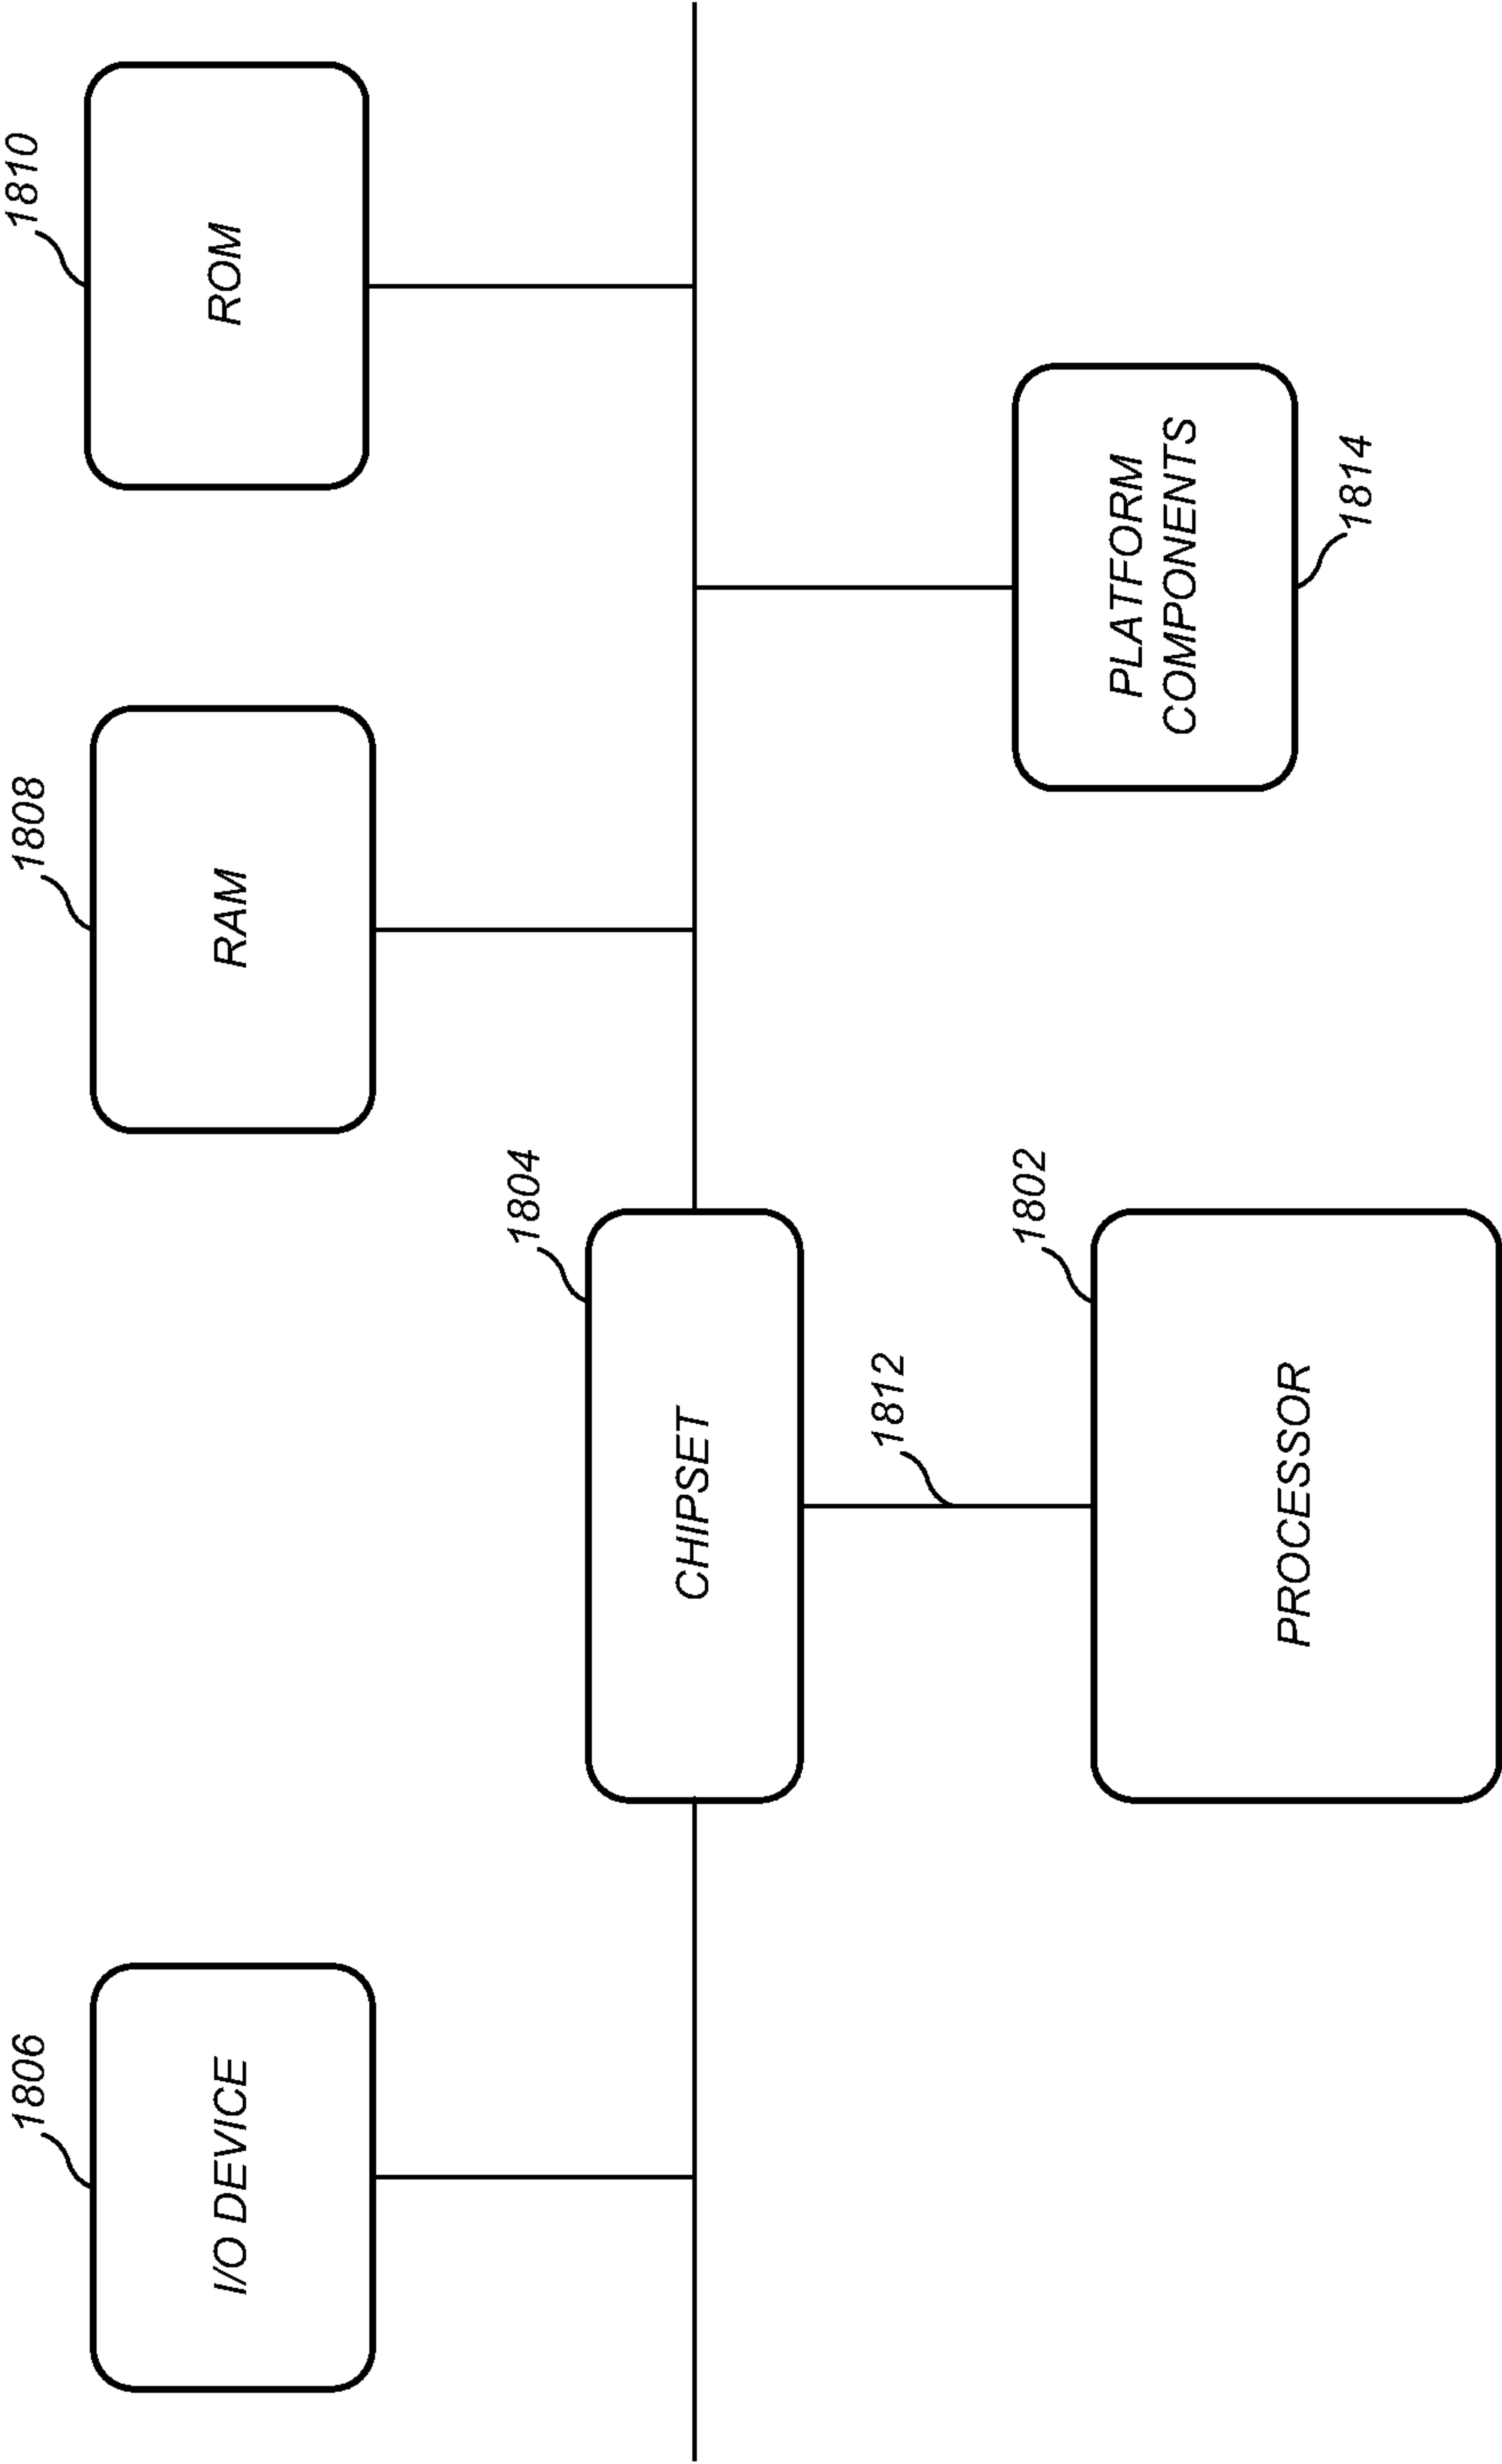 1806
I/O DEVICE
1808
RAM
1810
ROM
1804
CHIPSET
1812
1802
PROCESSOR
PLATFORM
COMPONENTS
1814